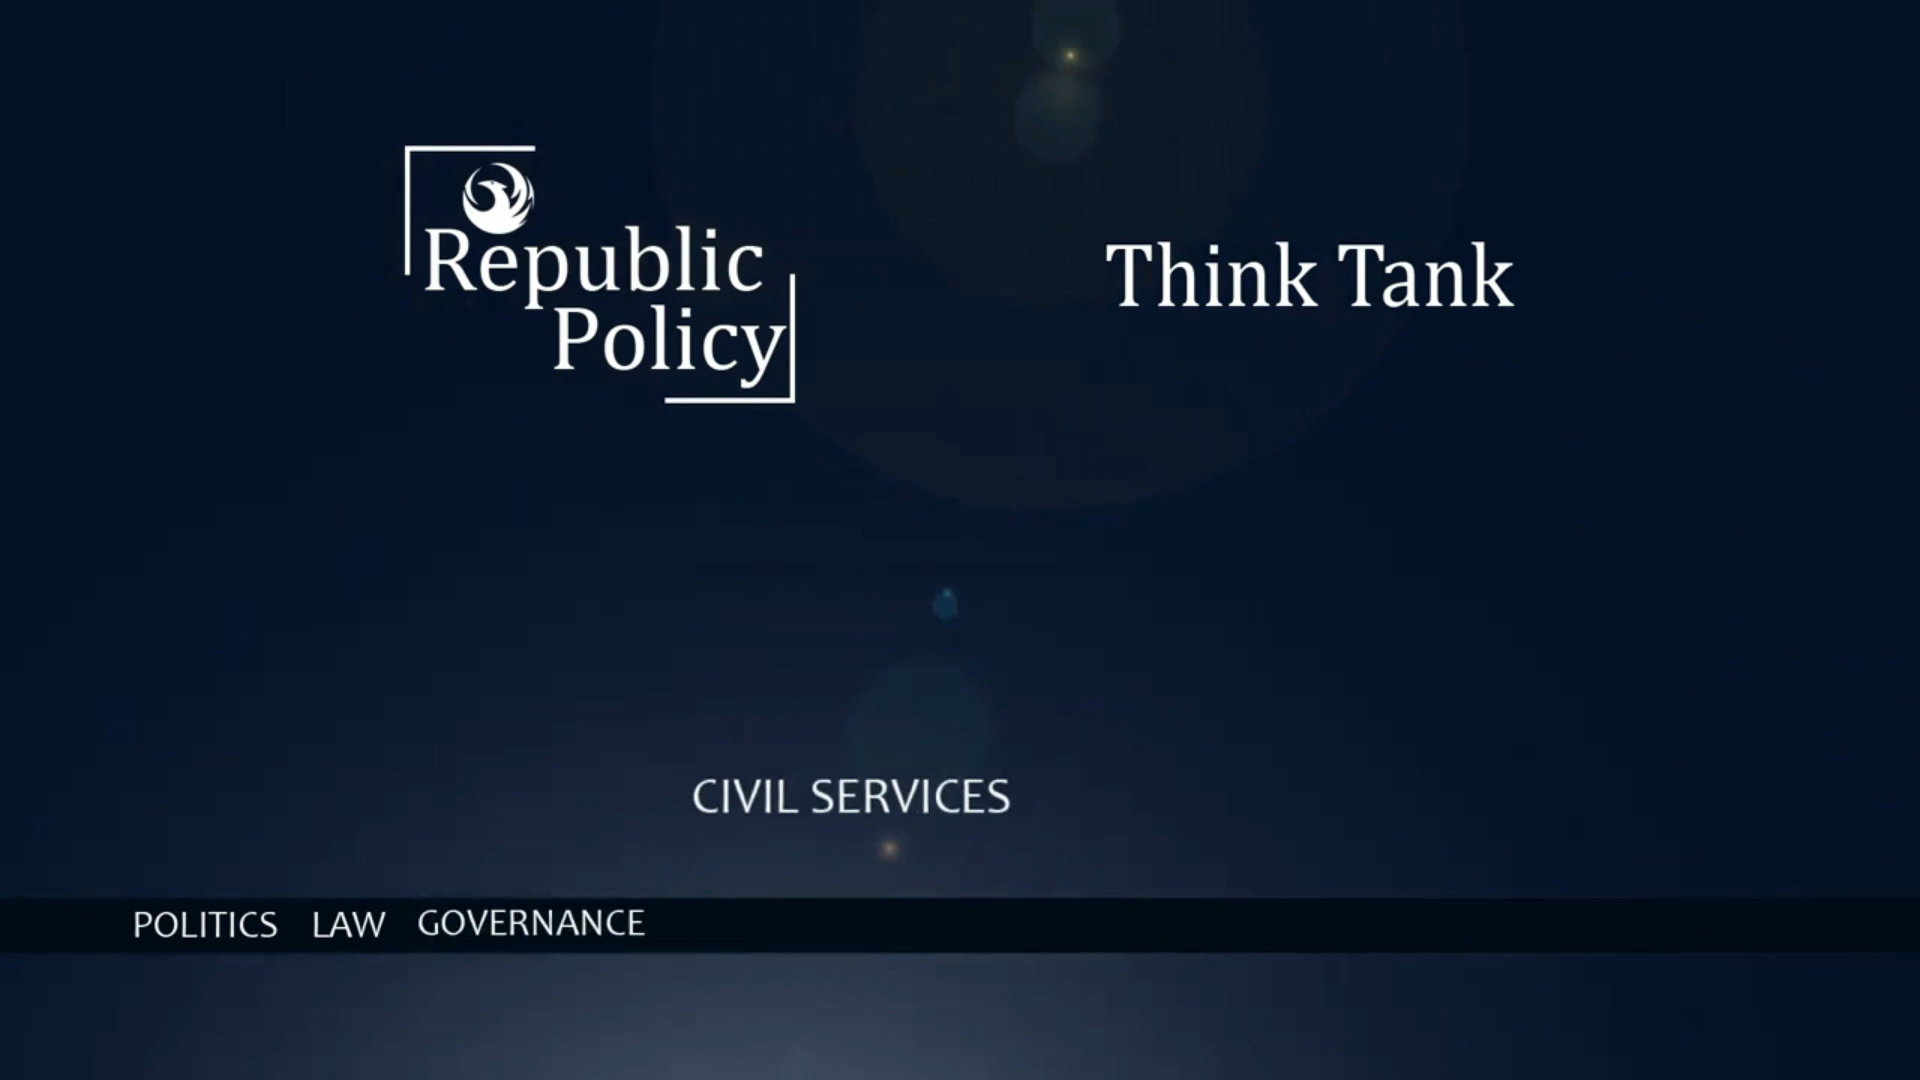 Republic
Policy
Think Tank
CIVIL SERVICES
POLITICS LAW GOVERNANCE